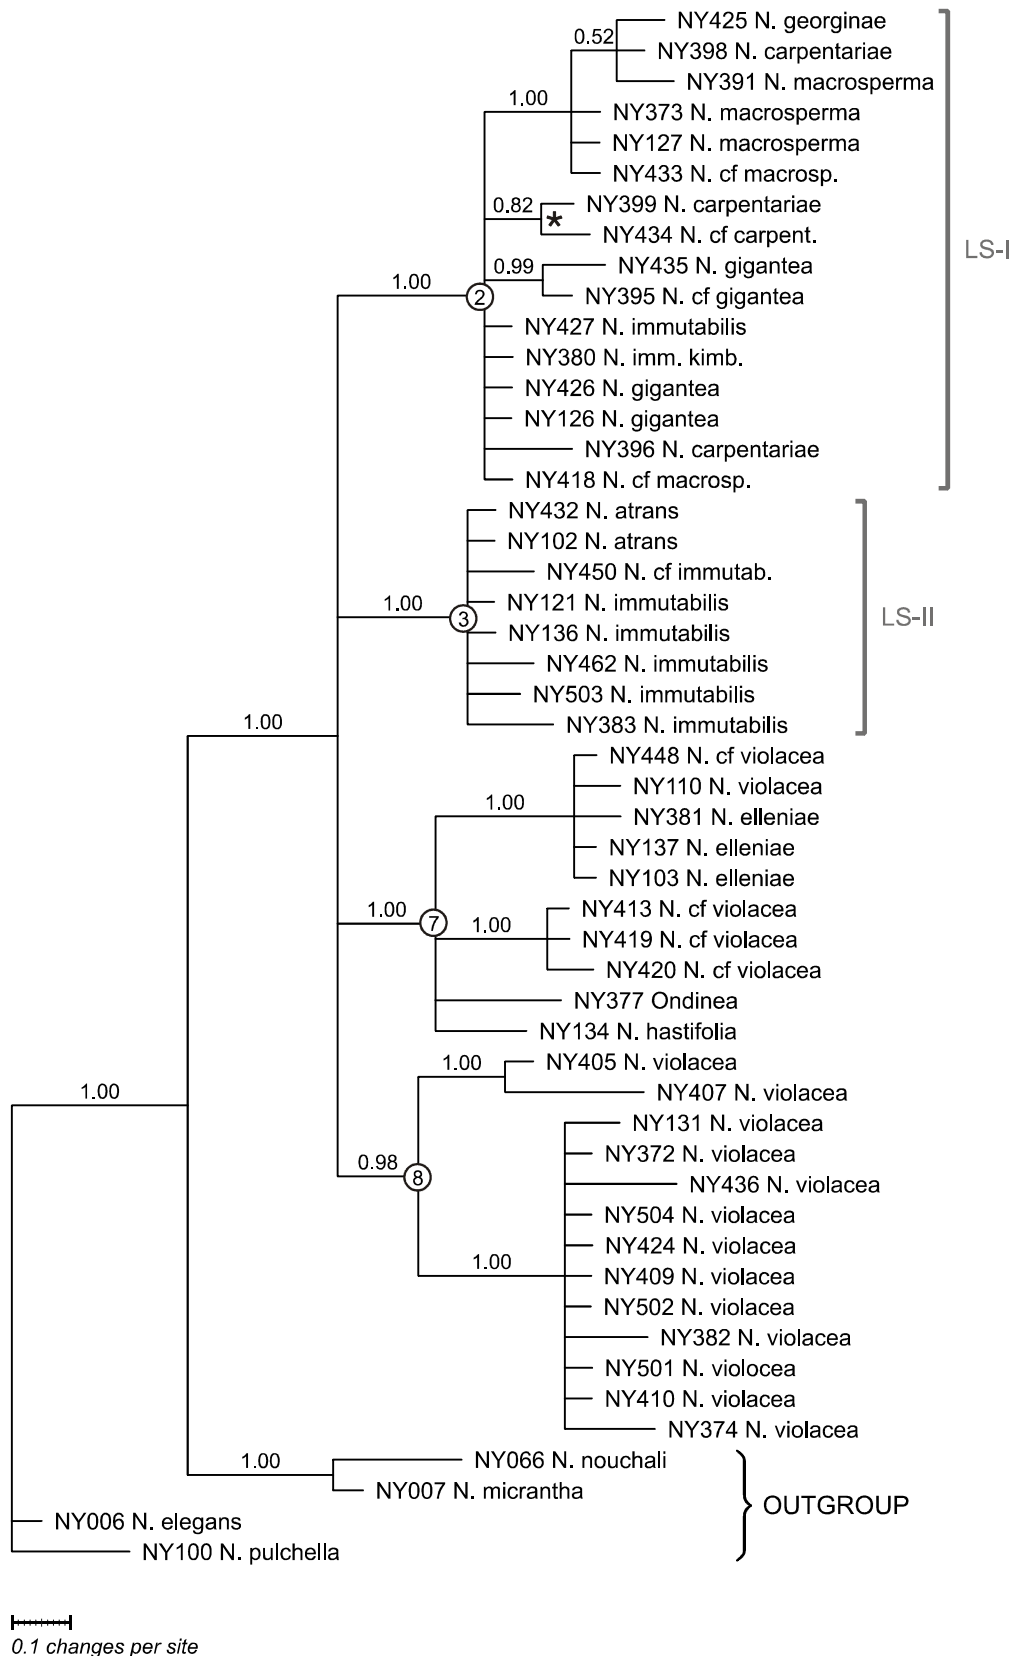 NY425 N. georginae
0.52
NY398 N. carpentariae
NY391 N. macrosperma
1.00
NY373 N. macrosperma
NY127 N. macrosperma
NY433 N. cf macrosp.
0.82
NY399 N. carpentariae
*
NY434 N. cf carpent.
LS-I
0.99
NY435 N. gigantea
1.00
2
NY395 N. cf gigantea
NY427 N. immutabilis
NY380 N. imm. kimb.
NY426 N. gigantea
NY126 N. gigantea
NY396 N. carpentariae
NY418 N. cf macrosp.
NY432 N. atrans
NY102 N. atrans
NY450 N. cf immutab.
1.00
NY121 N. immutabilis
3
LS-II
NY136 N. immutabilis
NY462 N. immutabilis
NY503 N. immutabilis
1.00
NY383 N. immutabilis
NY448 N. cf violacea
NY110 N. violacea
1.00
NY381 N. elleniae
NY137 N. elleniae
NY103 N. elleniae
1.00
7
NY413 N. cf violacea
1.00
NY419 N. cf violacea
NY420 N. cf violacea
NY377 Ondinea
NY134 N. hastifolia
1.00
NY405 N. violacea
1.00
NY407 N. violacea
NY131 N. violacea
NY372 N. violacea
0.98
8
NY436 N. violacea
NY504 N. violacea
NY424 N. violacea
1.00
NY409 N. violacea
NY502 N. violacea
NY382 N. violacea
NY501 N. violocea
NY410 N. violacea
NY374 N. violacea
1.00
NY066 N. nouchali
NY007 N. micrantha
OUTGROUP
NY006 N. elegans
NY100 N. pulchella
0.1 changes per site